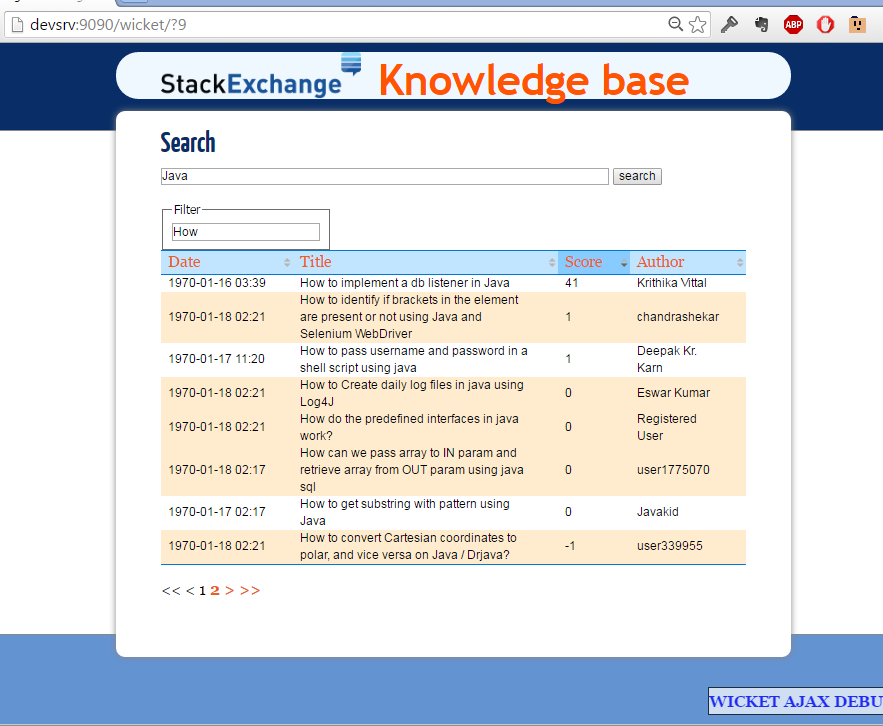 devsrv:9090/wicket/?9
ABP
StackExchange Knowledge base
Search
Java search
Filter
How
Date Title Score Author
1970-01-16 03:39 How to implement a db listener in Java 41 Krithika Vittal
How to identify if brackets in the element
1970-01-18 02:21 are present or not using Java and 1 chandrashekar
Selenium WebDriver
1970-01-17 11:20 How to pass username and password in a 1 Deepak Kr.
shell script using java Karn
1970-01-18 02:21 How to Create daily log files in java using 0 Eswar Kumar
Log4J
1970-01-18 02:21 How do the predefined interfaces in java 0 Registered
work? User
How can we pass array to IN param and
1970-01-18 02:17 retrieve array from OUT param using java 0 user1775070
sql
1970-01-17 02:17 How to get substring with pattern using 0 Javakid
Java
1970-01-18 02:21 How to convert Cartesian coordinates to -1 user339955
polar, and vice versa on Java / Drjava?
<< < 1 2 > >>
WICKET AJAX DEBU